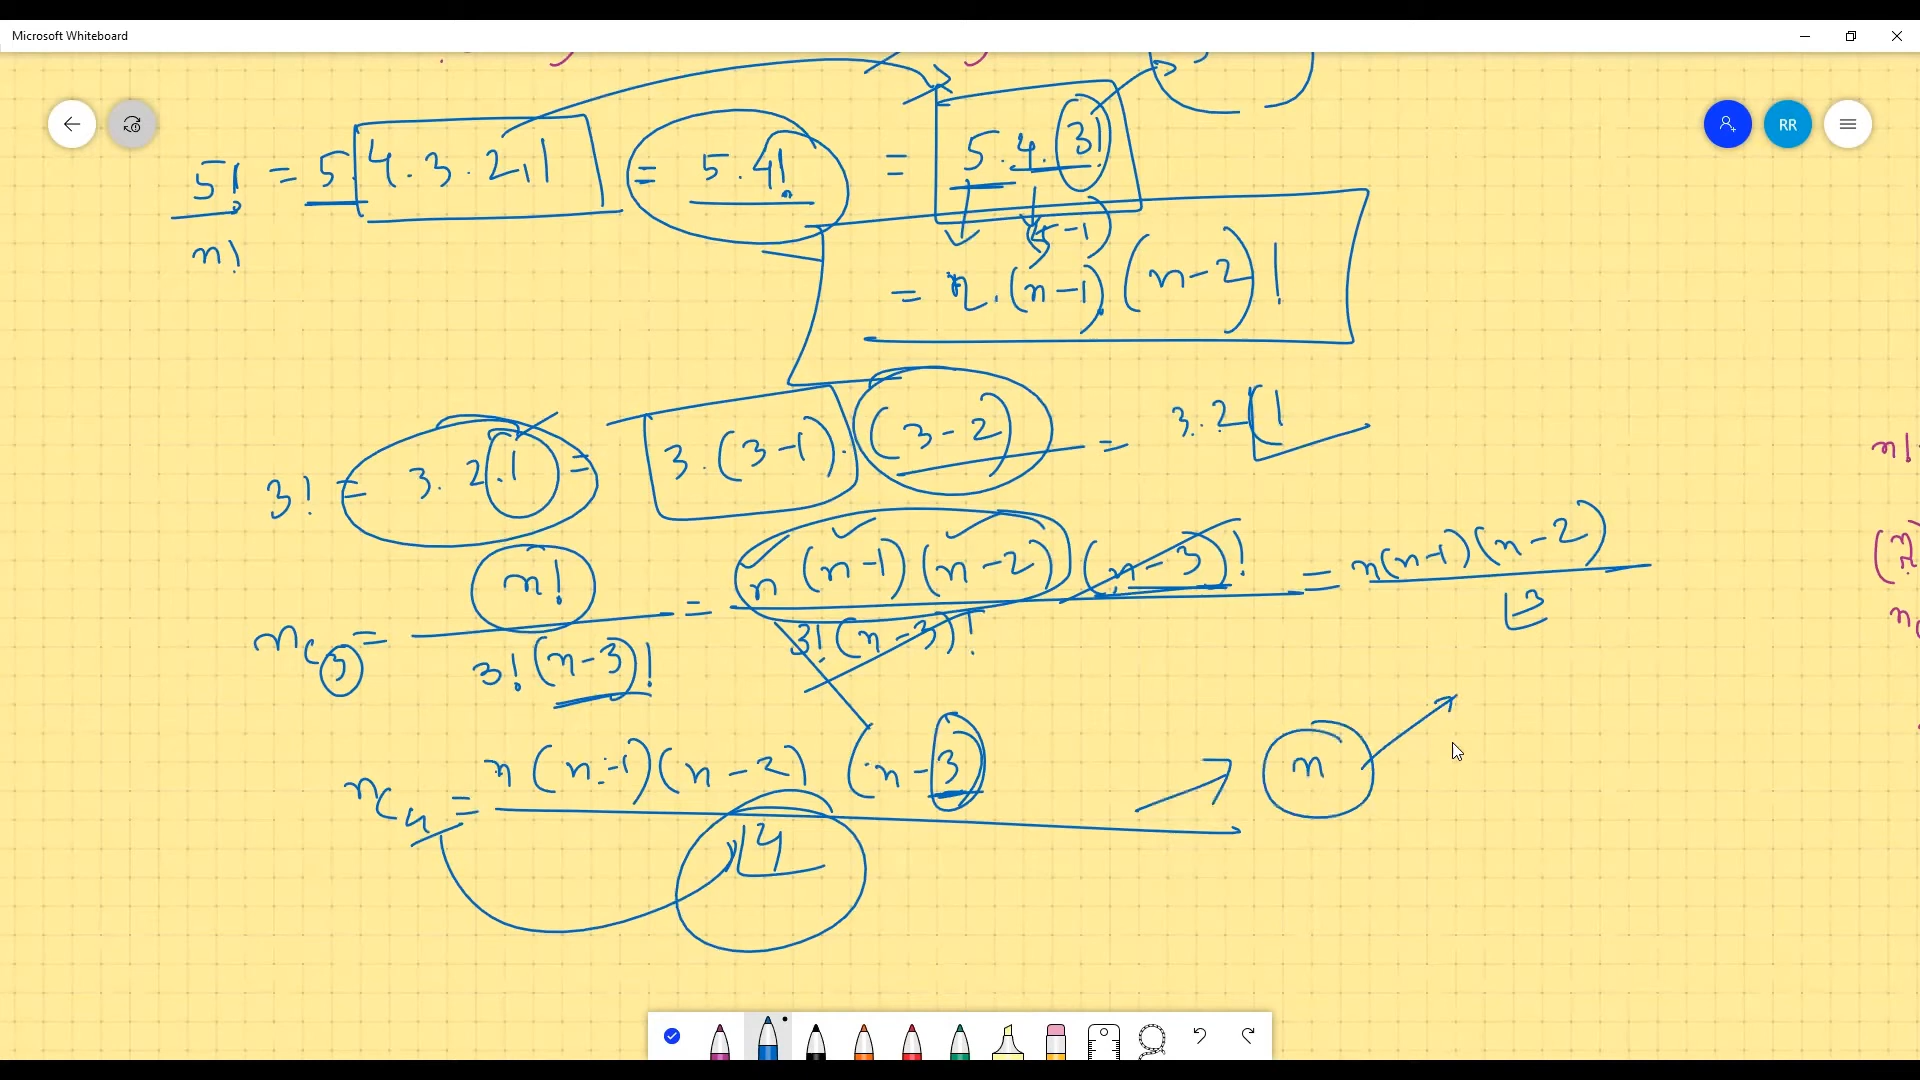 Microsoft Whiteboard
RR
5! = 5.4.3.2.1 = 5.4! = 5.4.3!
(5-1)
n!
= n.(n-1).(n-2)!
3! = 3.2.1 = 3.(3-1).(3-2) = 3.2.1
n!
nC3 = n! / 3!(n-3)! = n(n-1)(n-2)(n-3)! / 3!(n-3)! = n(n-1)(n-2) / ⌊3
nC4 = n(n-1)(n-2)(n-3) / ⌊4
n